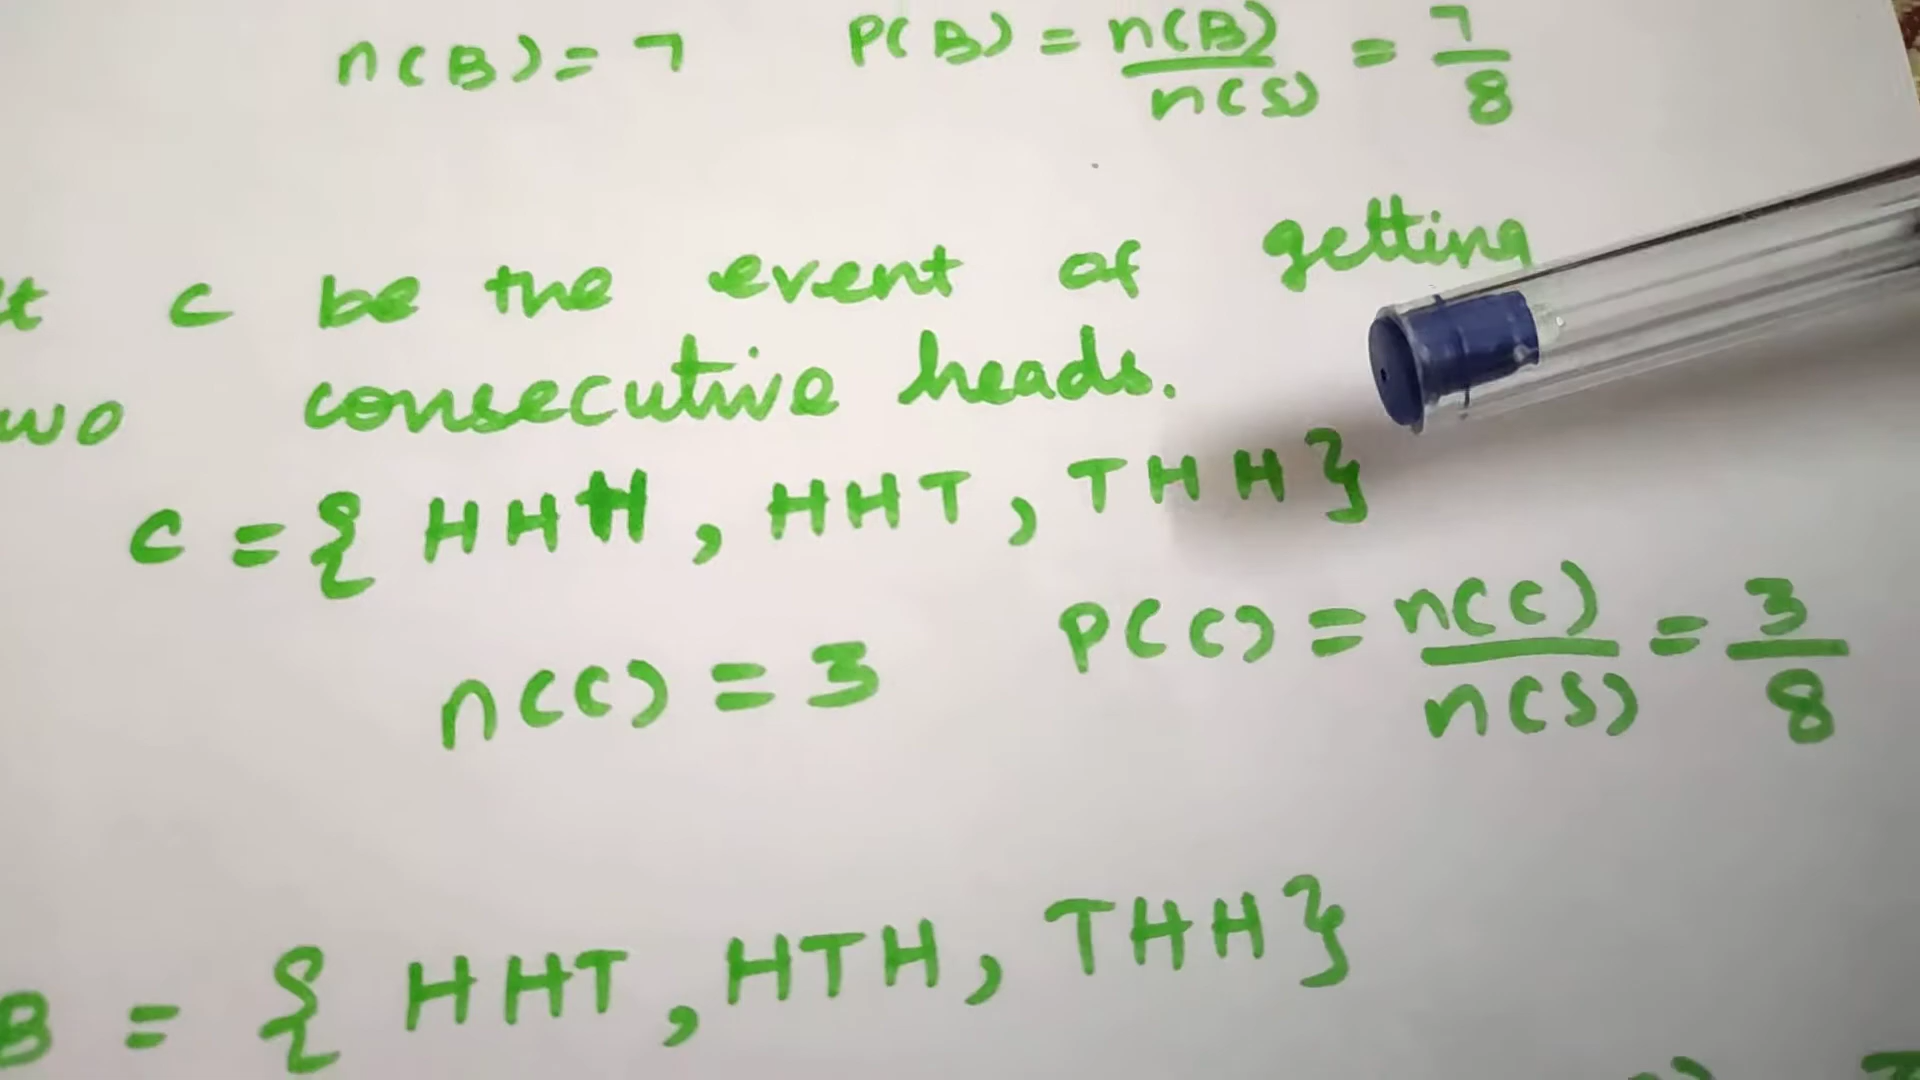 n(B) = 7 P(B) = n(B)/n(S) = 7/8
C be the event of getting
consecutive heads.
C = { HHH, HHT, THH}
n(C) = 3 P(C) = n(C)/n(S) = 3/8
B = { HHT, HTH, THH}